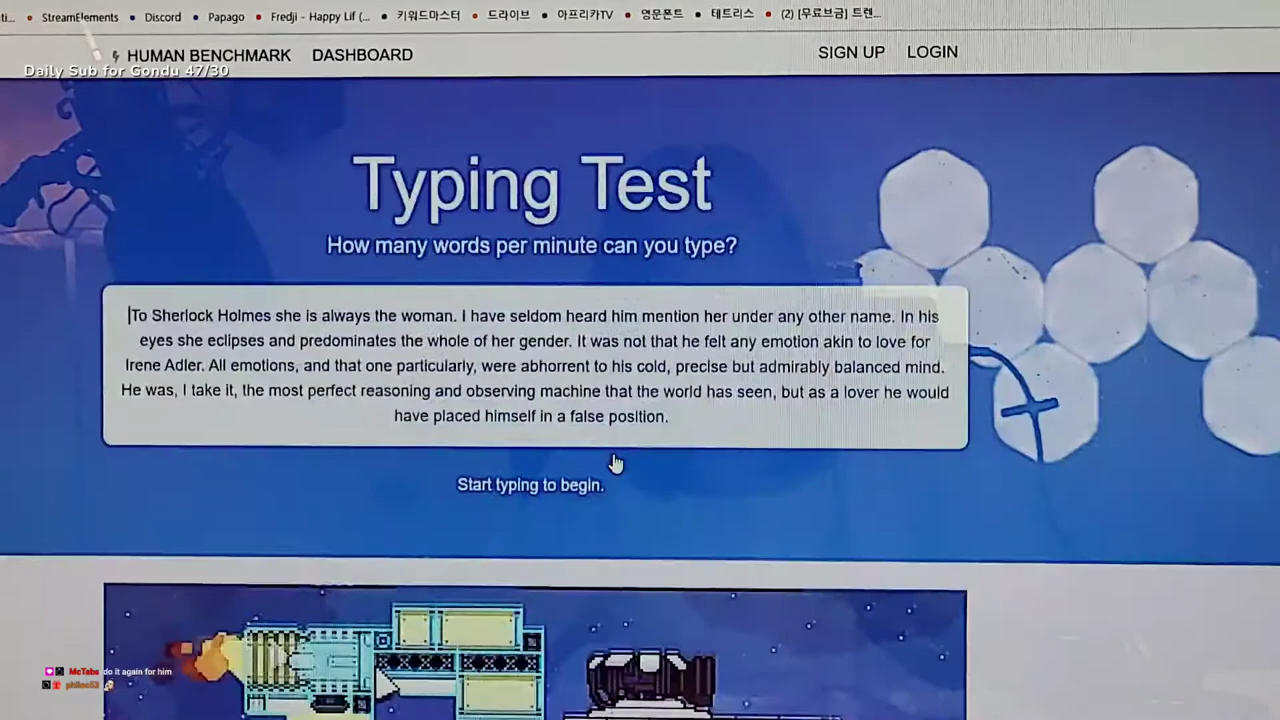 StreamElements Discord Papago Fredji - Happy Lif (... 키워드마스터 드라이브 아프리카TV 영문폰트 테트리스 (2) [무료브금] 트렌...
HUMAN BENCHMARK DASHBOARD SIGN UP LOGIN
Daily Sub for Gondu 47/30
Typing Test
How many words per minute can you type?
To Sherlock Holmes she is always the woman. I have seldom heard him mention her under any other name. In his
eyes she eclipses and predominates the whole of her gender. It was not that he felt any emotion akin to love for
Irene Adler. All emotions, and that one particularly, were abhorrent to his cold, precise but admirably balanced mind.
He was, I take it, the most perfect reasoning and observing machine that the world has seen, but as a lover he would
have placed himself in a false position.
Start typing to begin.
McTabs do it again for him